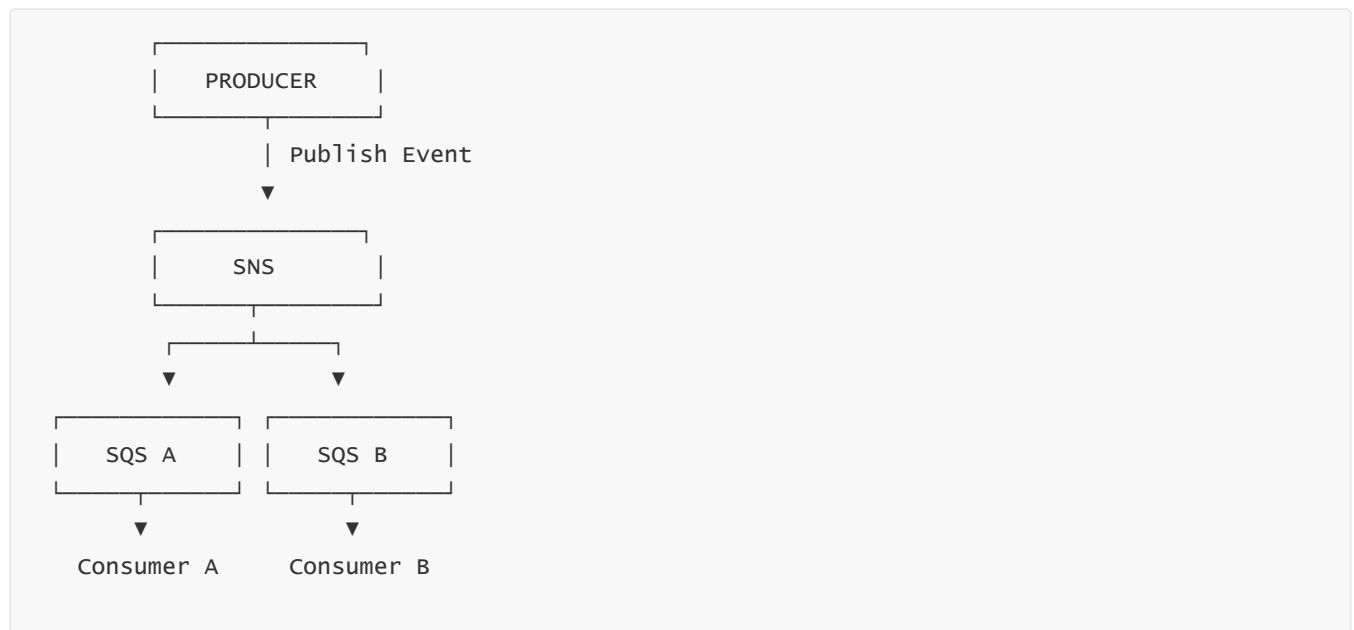 PRODUCER
Publish Event
SNS
SQS A SQS B
Consumer A Consumer B